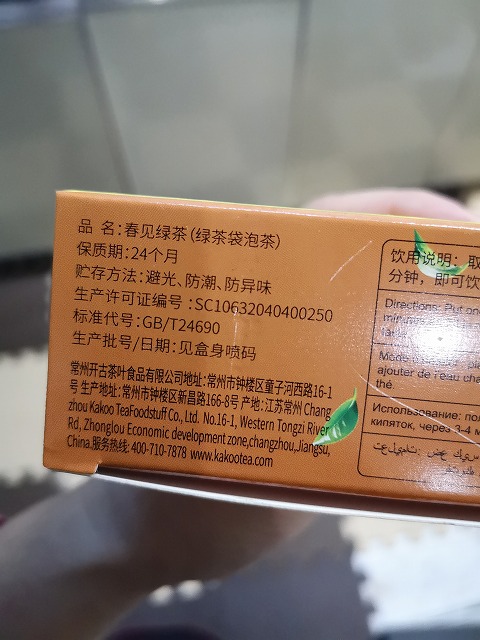 品 名：春见绿茶（绿茶袋泡茶）
保质期：24个月
贮存方法：避光、防潮、防异味
生产许可证编号：SC10632040400250
标准代号：GB/T24690
生产批号/日期：见盒身喷码
常州开古茶叶食品有限公司地址：常州市钟楼区童子河西路16-1
号 生产地址：常州市钟楼区新昌路166-8号 产地：江苏常州 Chang
zhou Kakoo TeaFoodstuff Co., Ltd. No.16-1, Western Tongzi River
Rd, Zhonglou Economic development zone,changzhou,Jiangsu,
China.服务热线: 400-710-7878 www.kakootea.com
饮用说明：取
分钟，即可饮
Directions: Put one
ajouter de l'eau cha
thé.
Использование: пол
кипяток, через 3-4 м